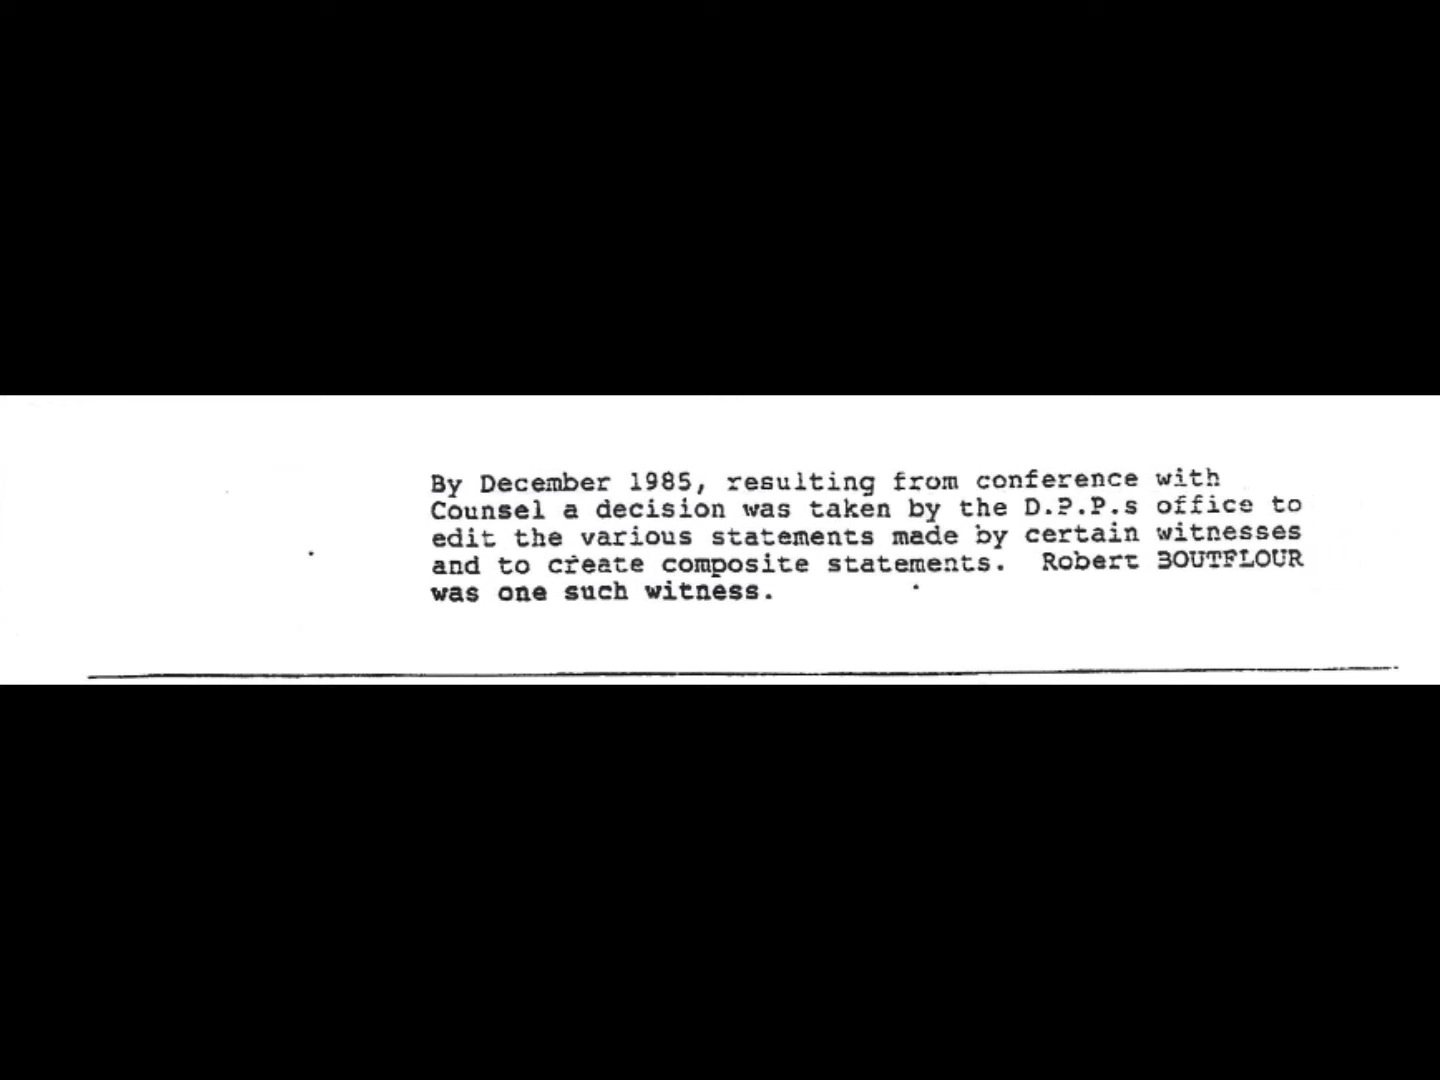 By December 1985, resulting from conference with
Counsel a decision was taken by the D.P.P.s office to
edit the various statements made by certain witnesses
and to create composite statements. Robert BOUTFLOUR
was one such witness.